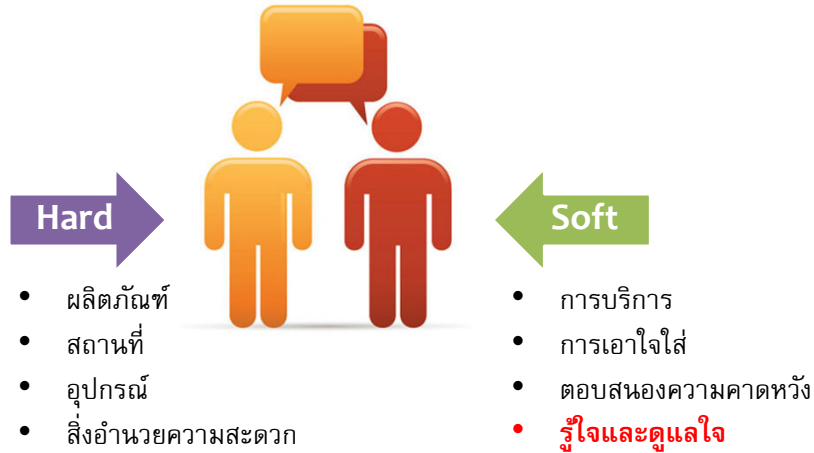 Hard
• ผลิตภัณฑ์
• สถานที่
• อุปกรณ์
• สิ่งอำนวยความสะดวก
Soft
• การบริการ
• การเอาใจใส่
• ตอบสนองความคาดหวัง
• รู้ใจและดูแลใจ